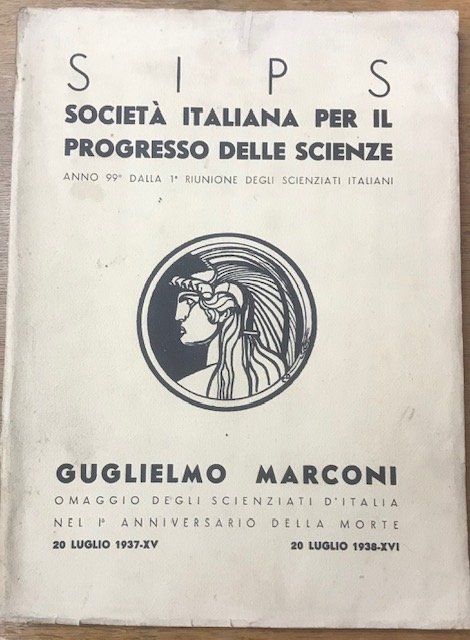 S I P S
SOCIETÀ ITALIANA PER IL
PROGRESSO DELLE SCIENZE
ANNO 99° DALLA 1ª RIUNIONE DEGLI SCIENZIATI ITALIANI
GUGLIELMO MARCONI
OMAGGIO DEGLI SCIENZIATI D'ITALIA
NEL Iº ANNIVERSARIO DELLA MORTE
20 LUGLIO 1937-XV 20 LUGLIO 1938-XVI